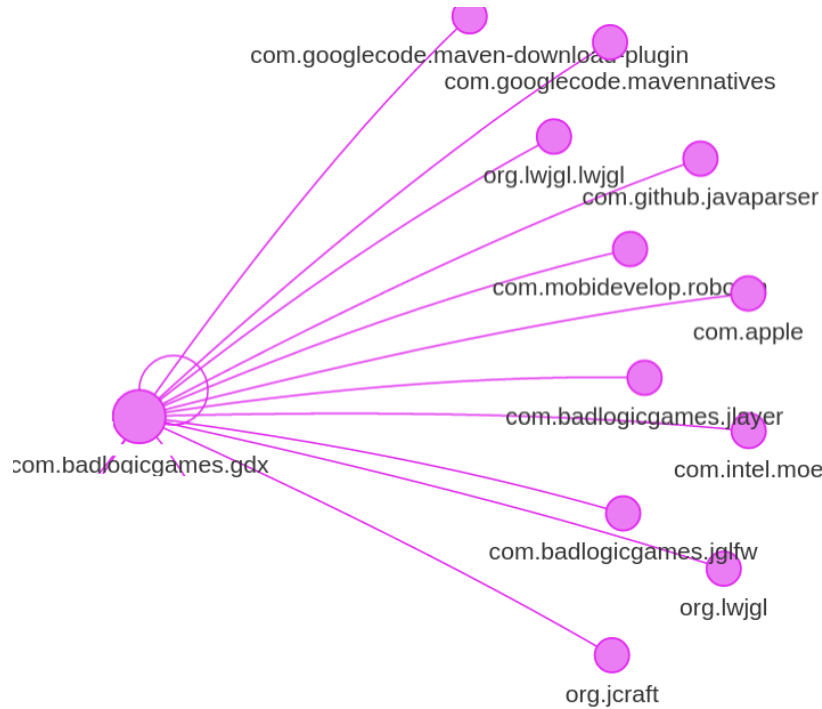 com.googlecode.maven-download-plugin
com.googlecode.mavennatives
org.lwjgl.lwjgl
com.github.javaparser
com.apple
com.badlogicgames.jlayer
com.intel.moe
com.badlogicgames.gdx
com.badlogicgames.jglfw
org.lwjgl
org.jcraft